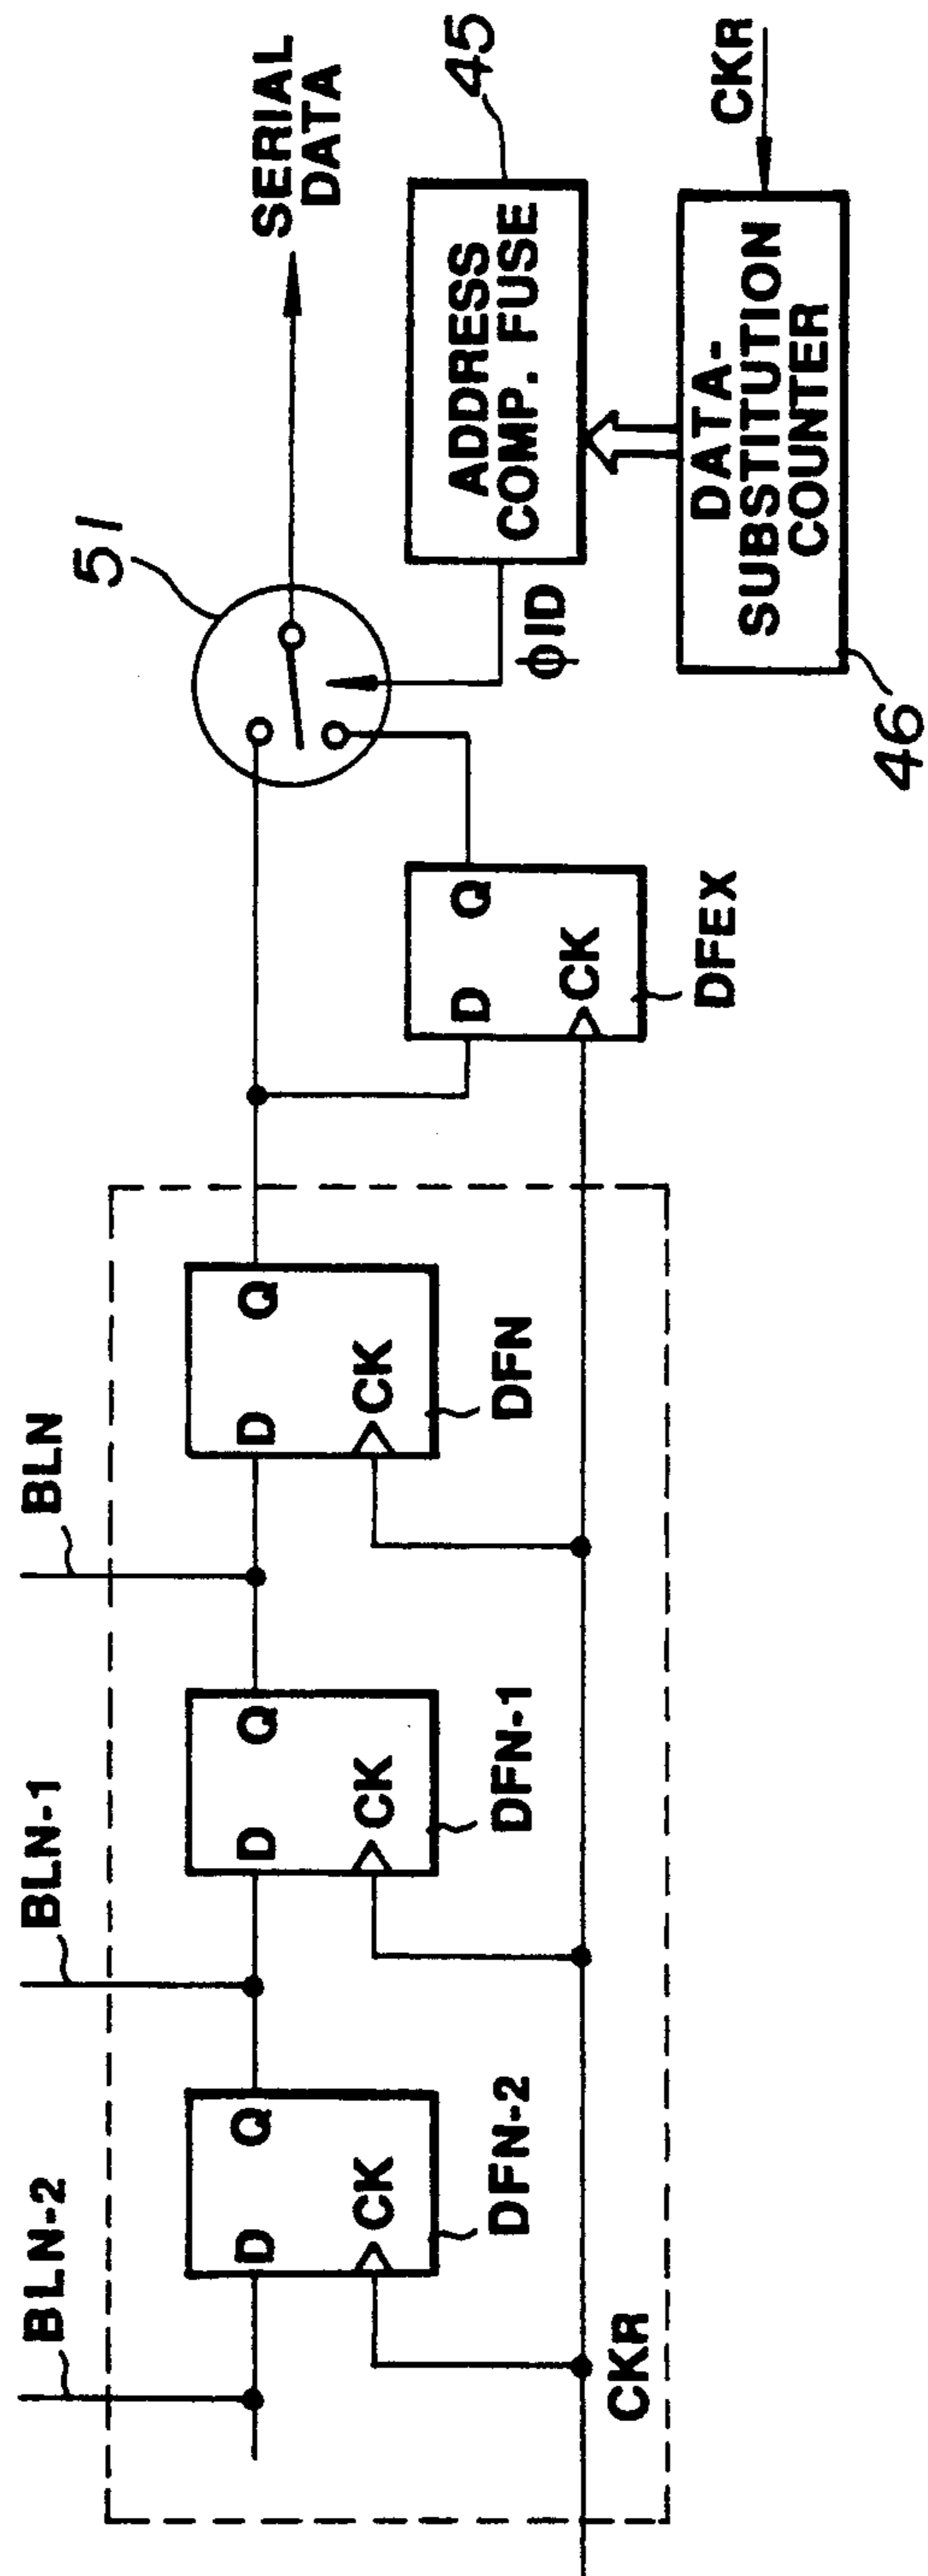 BLN-2
BLN-1
BLN
51
SERIAL
DATA
D
Q
CK
DFN-2
D
Q
CK
DFN-1
D
Q
CK
DFN
D
Q
CK
DFEX
φID
ADDRESS
COMP. FUSE
45
CKR
DATA-
SUBSTITUTION
COUNTER
46
CKR